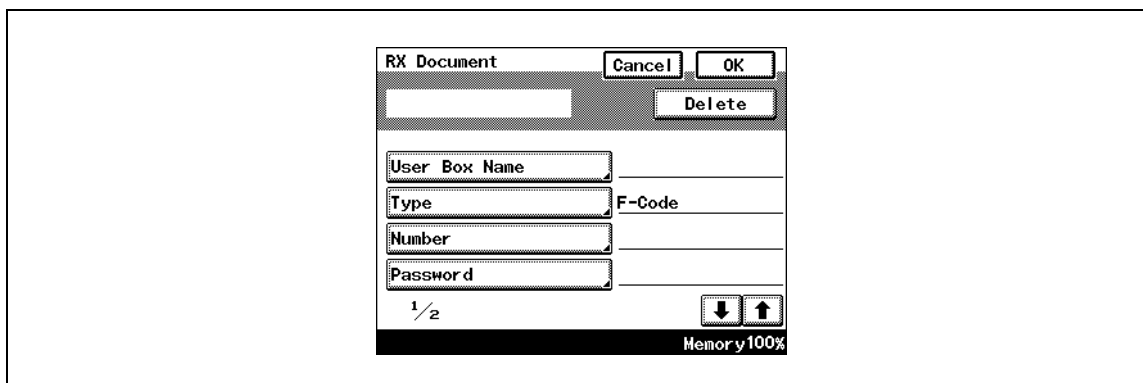 RX Document Cancel OK
Delete
User Box Name
Type F-Code
Number
Password
1/2
Memory100%